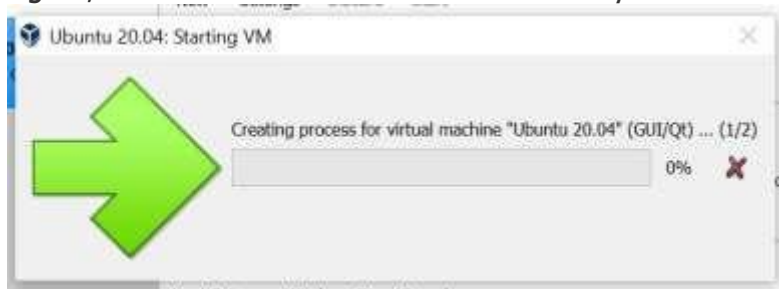 Ubuntu 20.04: Starting VM
Creating process for virtual machine "Ubuntu 20.04" (GUI/Qt) ... (1/2)
0%